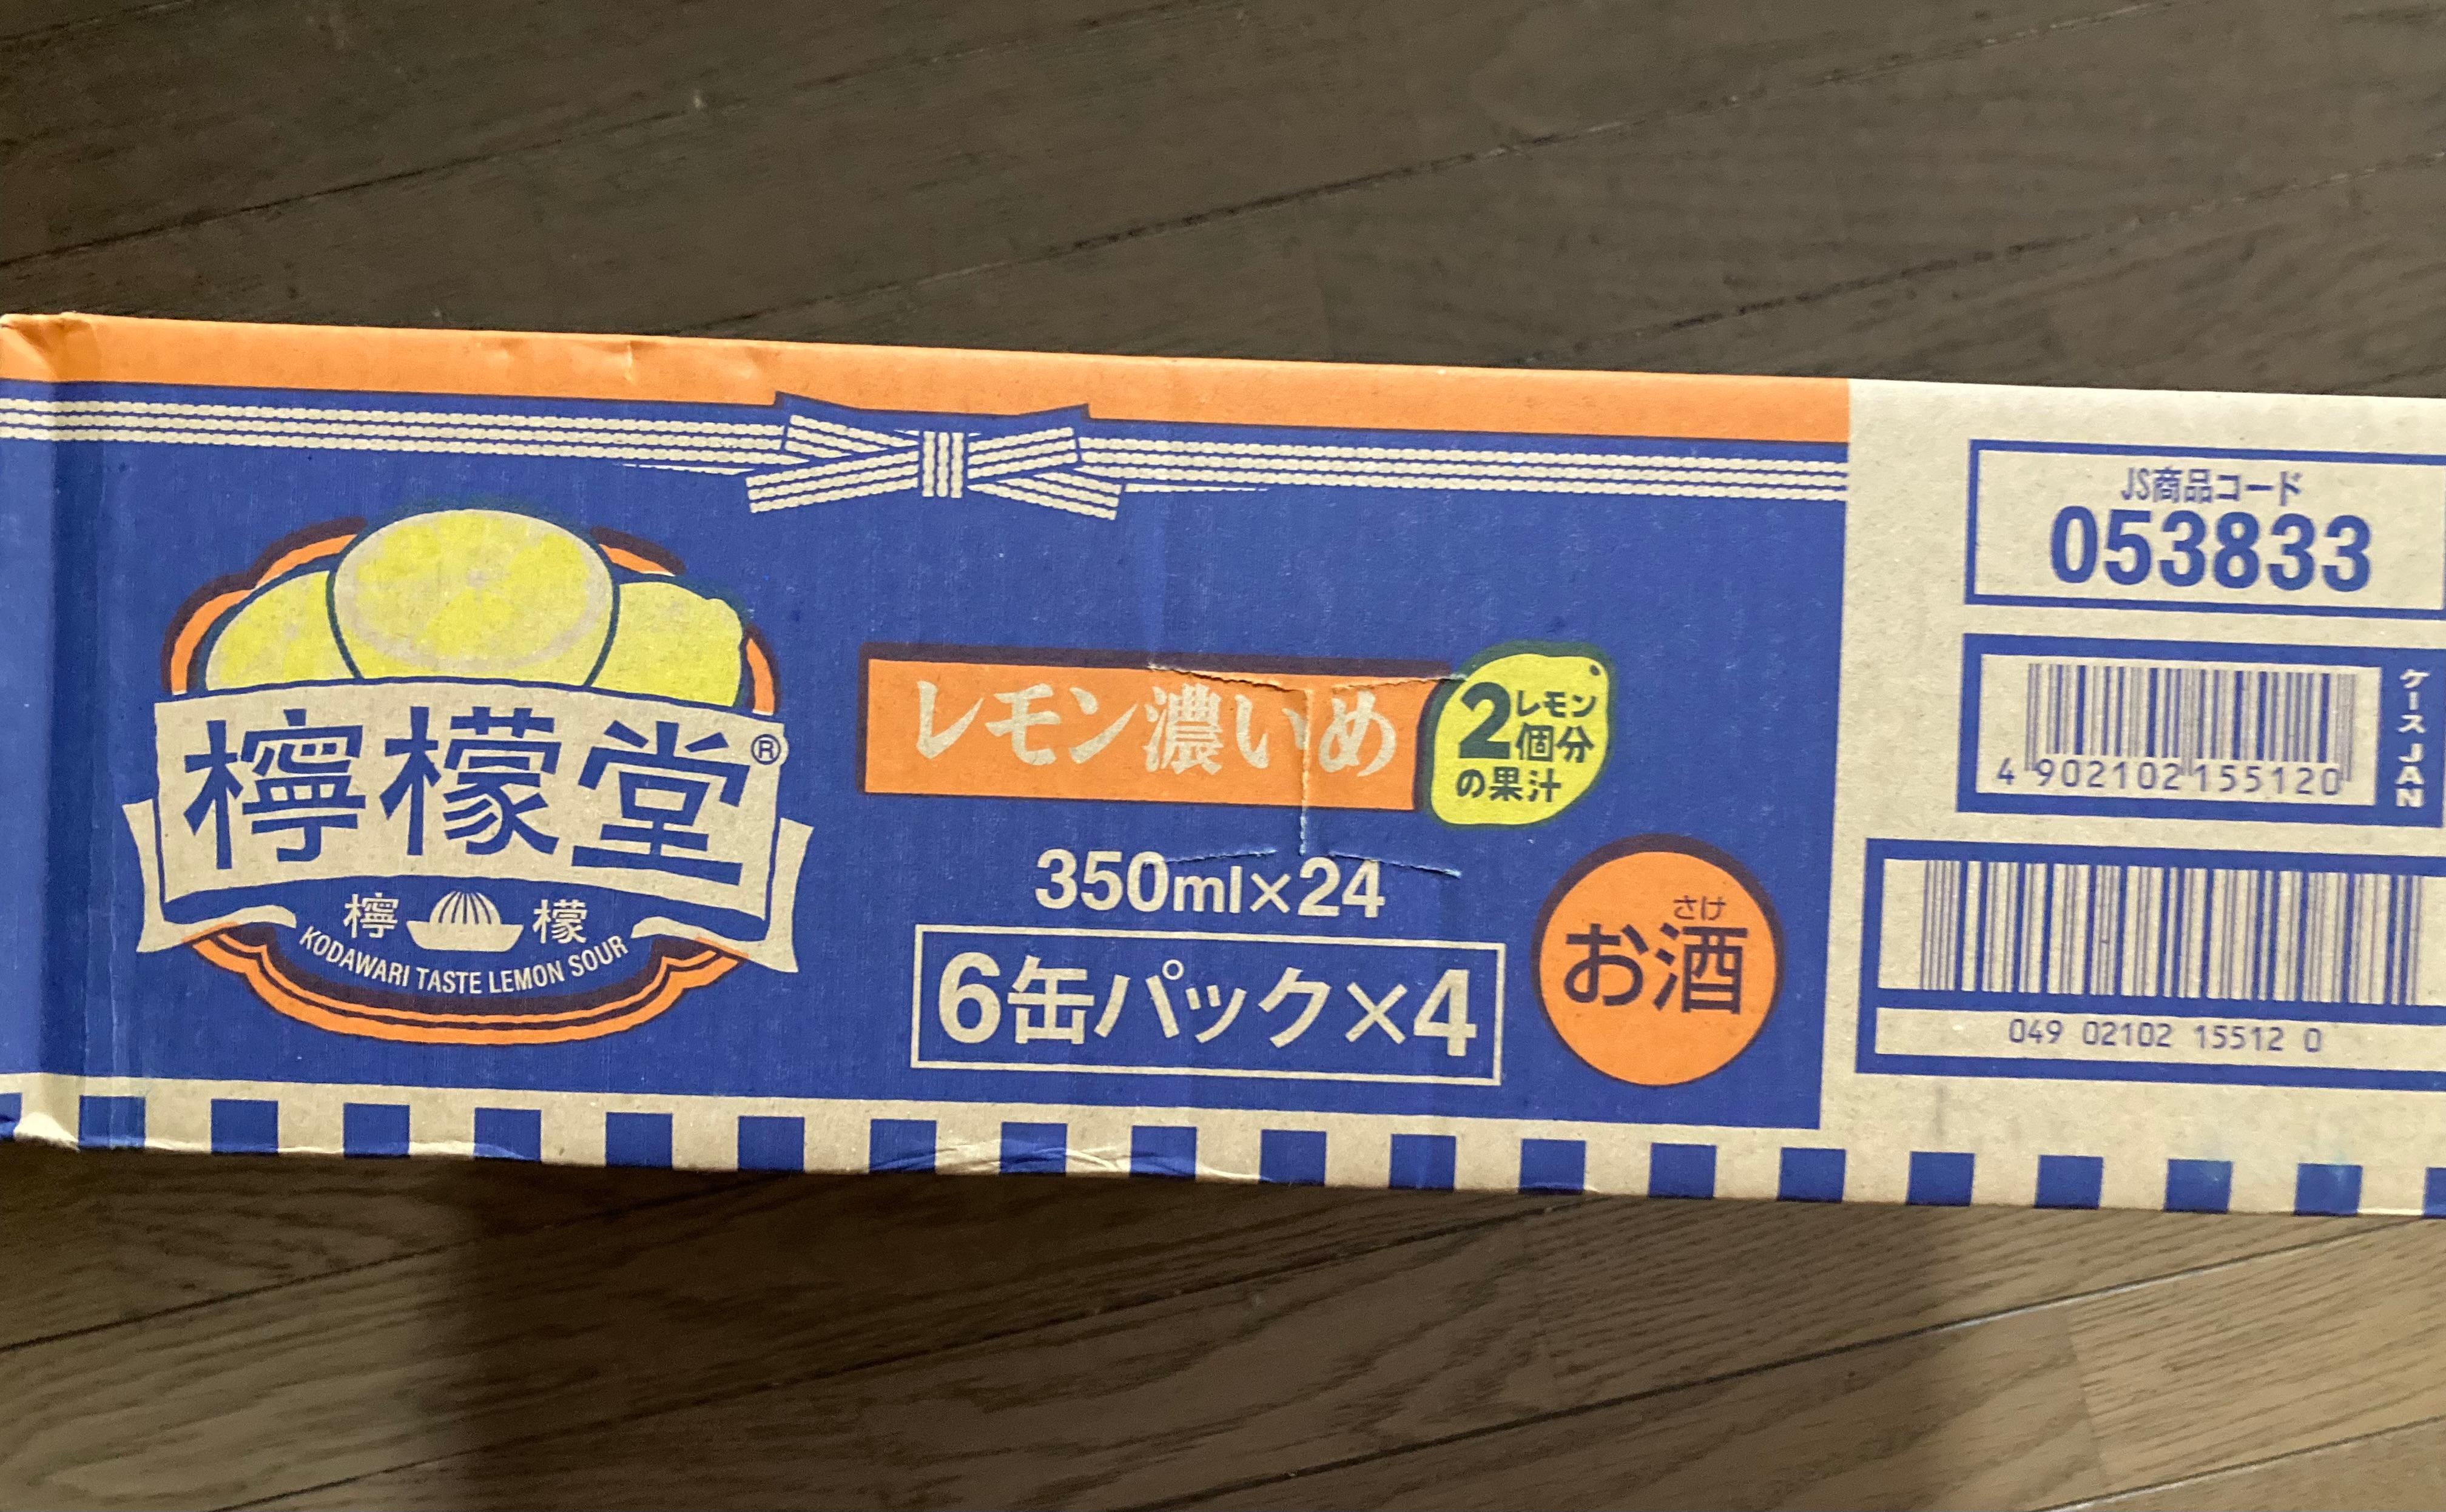 檸檬堂®
檸 檬
KODAWARI TASTE LEMON SOUR
レモン濃いめ
レモン
2個分
の果汁
350ml×24
6缶パック×4
さけ
お酒
JS商品コード
053833
4 902102 155120
ケースJAN
049 02102 15512 0